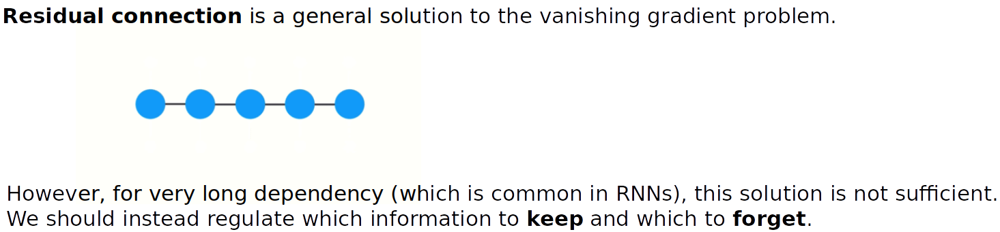 Residual connection is a general solution to the vanishing gradient problem.
However, for very long dependency (which is common in RNNs), this solution is not sufficient.
We should instead regulate which information to keep and which to forget.